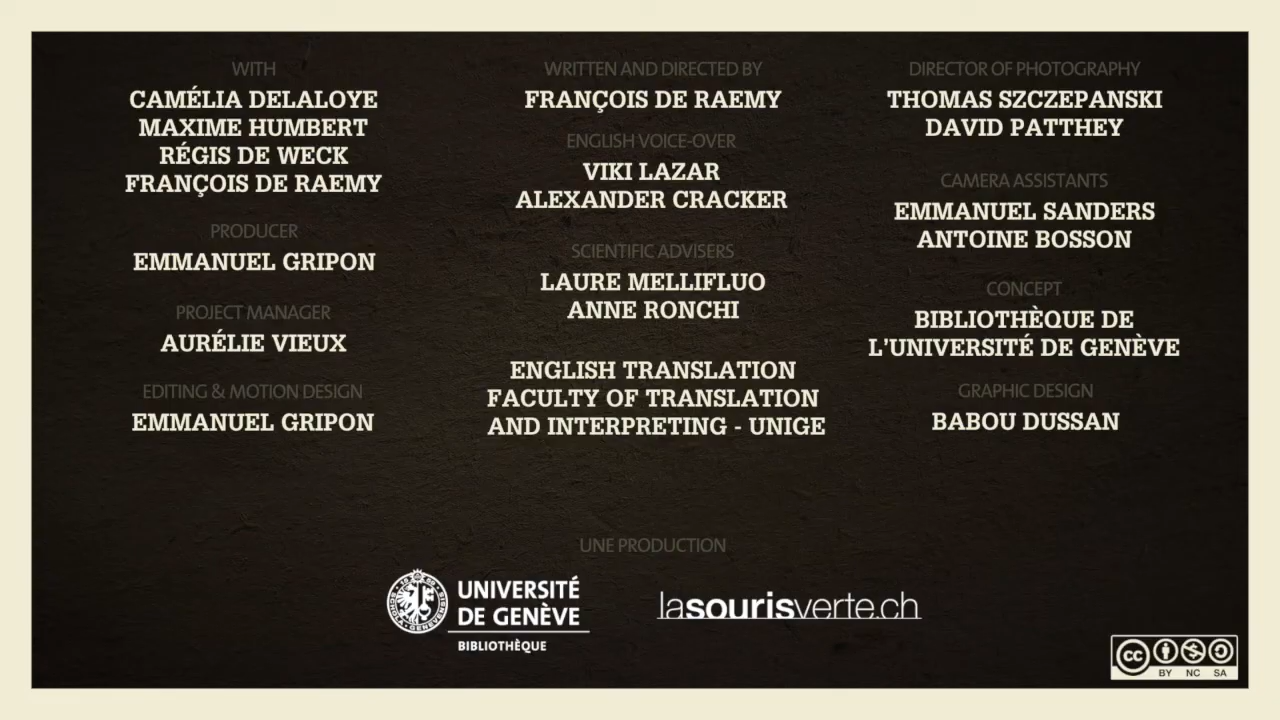 WITH
CAMÉLIA DELALOYE
MAXIME HUMBERT
RÉGIS DE WECK
FRANÇOIS DE RAEMY
PRODUCER
EMMANUEL GRIPON
PROJECT MANAGER
AURÉLIE VIEUX
EDITING & MOTION DESIGN
EMMANUEL GRIPON
WRITTEN AND DIRECTED BY
FRANÇOIS DE RAEMY
ENGLISH VOICE-OVER
VIKI LAZAR
ALEXANDER CRACKER
SCIENTIFIC ADVISERS
LAURE MELLIFLUO
ANNE RONCHI
ENGLISH TRANSLATION
FACULTY OF TRANSLATION
AND INTERPRETING - UNIGE
DIRECTOR OF PHOTOGRAPHY
THOMAS SZCZEPANSKI
DAVID PATTHEY
CAMERA ASSISTANTS
EMMANUEL SANDERS
ANTOINE BOSSON
CONCEPT
BIBLIOTHÈQUE DE
L'UNIVERSITÉ DE GENÈVE
GRAPHIC DESIGN
BABOU DUSSAN
UNE PRODUCTION
UNIVERSITÉ
DE GENÈVE
BIBLIOTHÈQUE
lasourisverte.ch
cc
BY NC SA